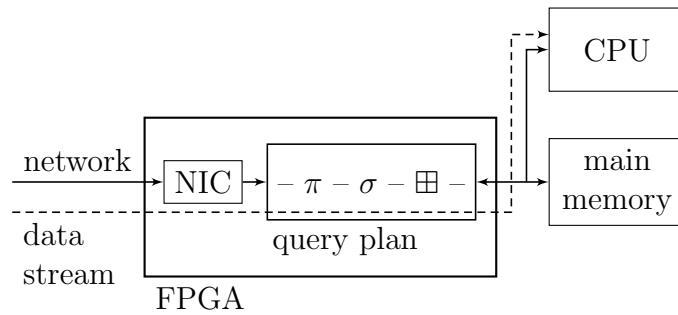 CPU
network
NIC
– π – σ – ⊞ –
main
memory
data
stream
query plan
FPGA